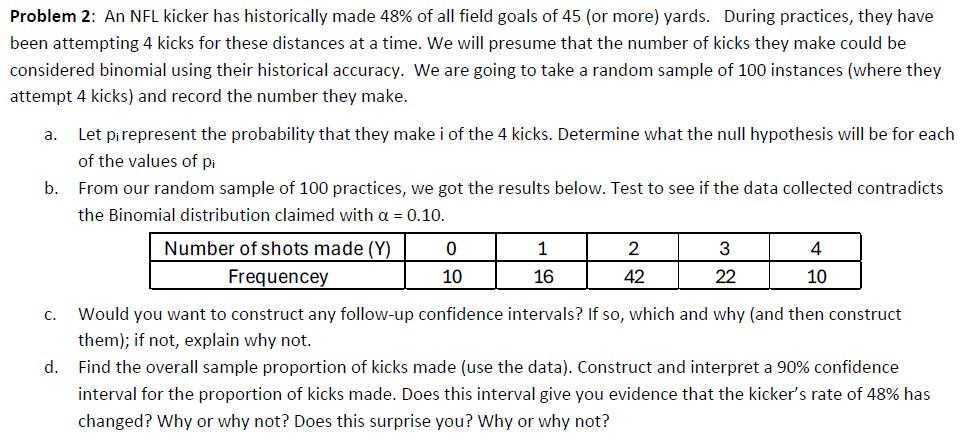 Problem 2: An NFL kicker has historically made 48% of all field goals of 45 (or more) yards. During practices, they have
been attempting 4 kicks for these distances at a time. We will presume that the number of kicks they make could be
considered binomial using their historical accuracy. We are going to take a random sample of 100 instances (where they
attempt 4 kicks) and record the number they make.
a. Let pᵢ represent the probability that they make i of the 4 kicks. Determine what the null hypothesis will be for each
of the values of pᵢ
b. From our random sample of 100 practices, we got the results below. Test to see if the data collected contradicts
the Binomial distribution claimed with α = 0.10.
Number of shots made (Y) 0 1 2 3 4
Frequencey 10 16 42 22 10
c. Would you want to construct any follow-up confidence intervals? If so, which and why (and then construct
them); if not, explain why not.
d. Find the overall sample proportion of kicks made (use the data). Construct and interpret a 90% confidence
interval for the proportion of kicks made. Does this interval give you evidence that the kicker's rate of 48% has
changed? Why or why not? Does this surprise you? Why or why not?